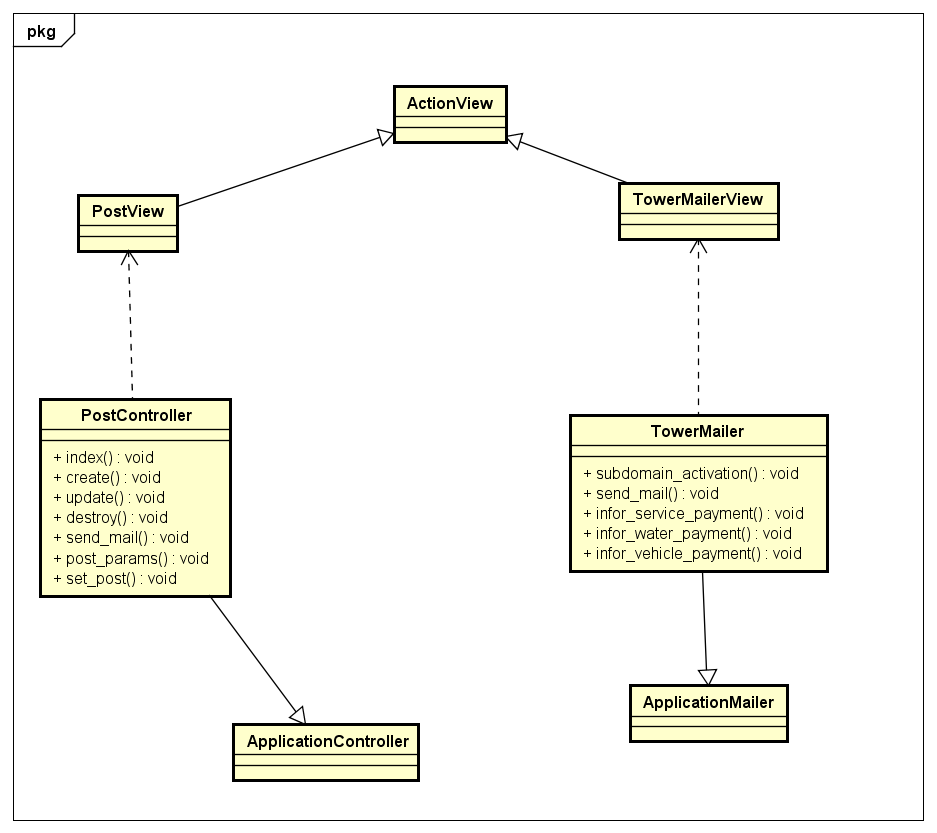 pkg
ActionView
PostView
TowerMailerView
PostController
+ index() : void
+ create() : void
+ update() : void
+ destroy() : void
+ send_mail() : void
+ post_params() : void
+ set_post() : void
TowerMailer
+ subdomain_activation() : void
+ send_mail() : void
+ infor_service_payment() : void
+ infor_water_payment() : void
+ infor_vehicle_payment() : void
ApplicationMailer
ApplicationController